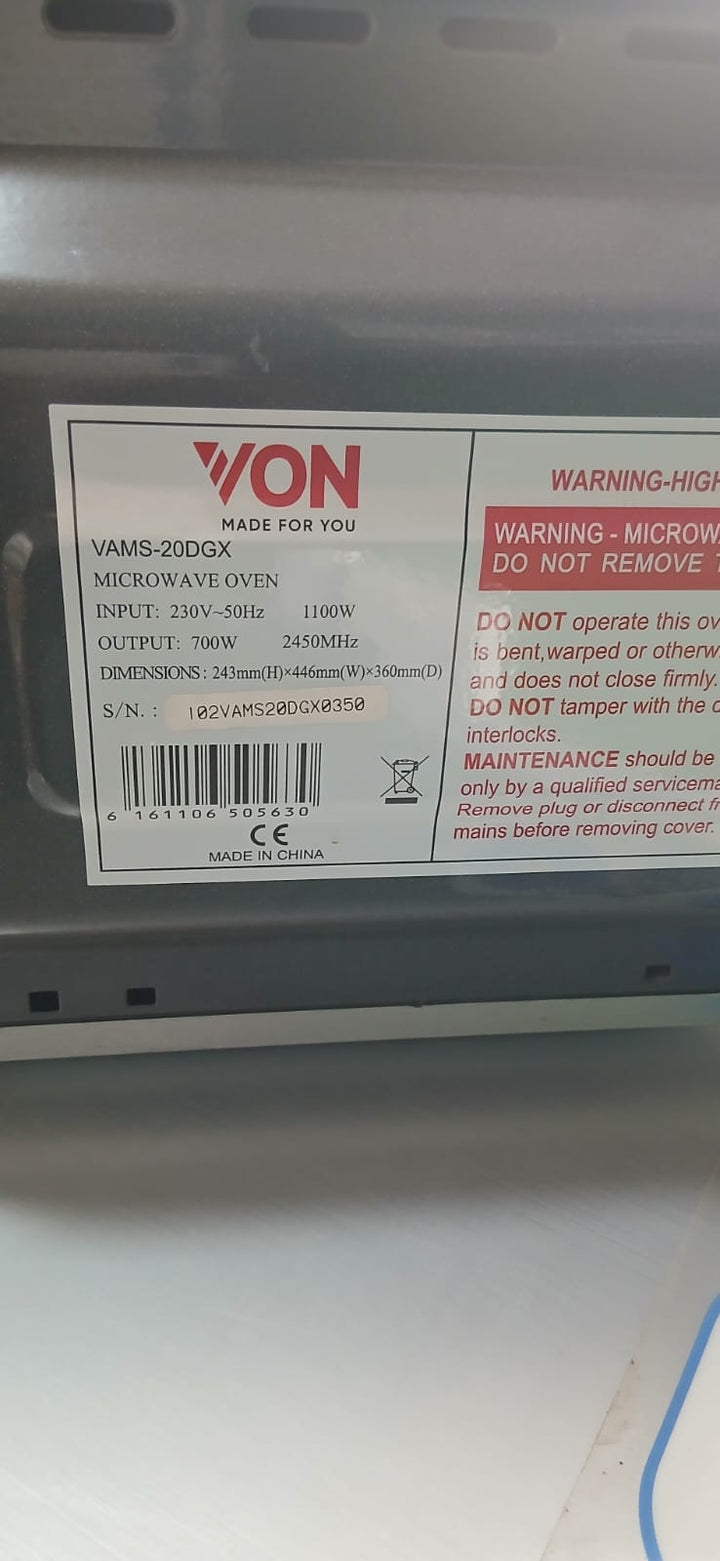 VON
MADE FOR YOU
VAMS-20DGX
MICROWAVE OVEN
INPUT: 230V~50Hz 1100W
OUTPUT: 700W 2450MHz
DIMENSIONS : 243mm(H)×446mm(W)×360mm(D)
S/N. : 102VAMS20DGX0350
6 161106 505630
CE
MADE IN CHINA
WARNING-HIGH
WARNING - MICROWA
DO NOT REMOVE
DO NOT operate this ov
is bent,warped or otherw
and does not close firmly.
DO NOT tamper with the
interlocks.
MAINTENANCE should be
only by a qualified servicema
Remove plug or disconnect fr
mains before removing cover.